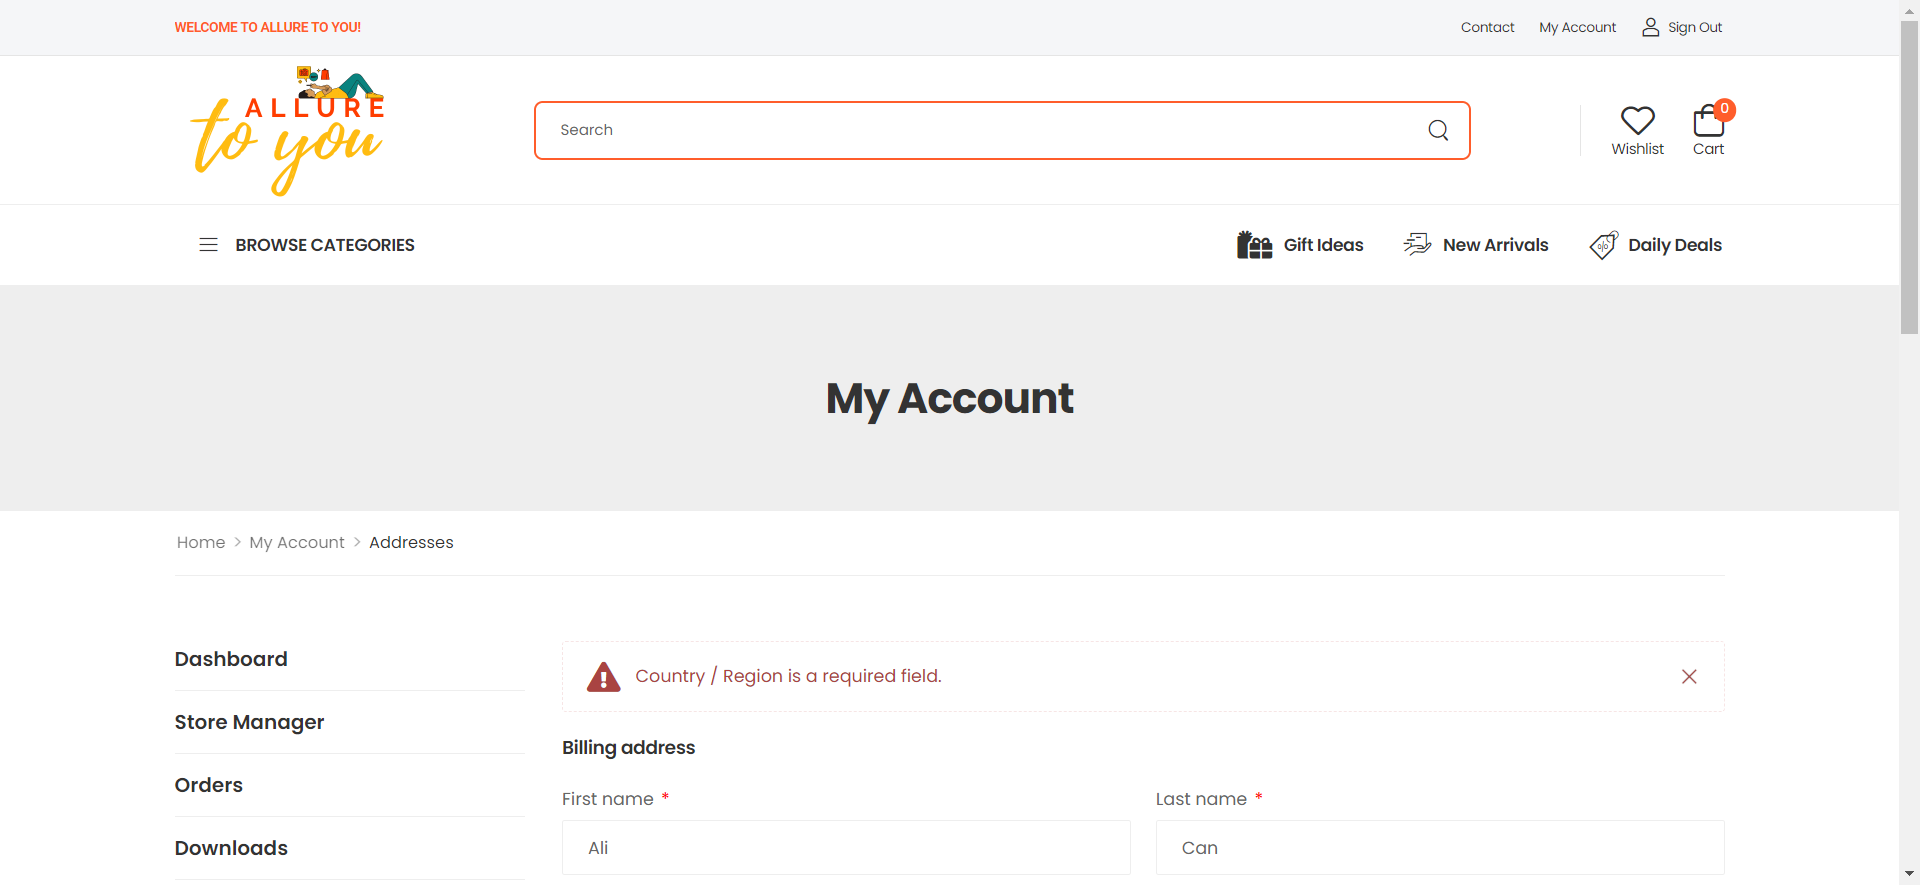 WELCOME TO ALLURE TO YOU!
Contact
My Account
Sign Out
ALLURE
to you
Search
Wishlist
0
Cart
BROWSE CATEGORIES
Gift Ideas
New Arrivals
%
Daily Deals
My Account
Home > My Account > Addresses
Dashboard
Store Manager
Orders
Downloads
Country / Region is a required field.
Billing address
First name *
Last name *
Ali
Can